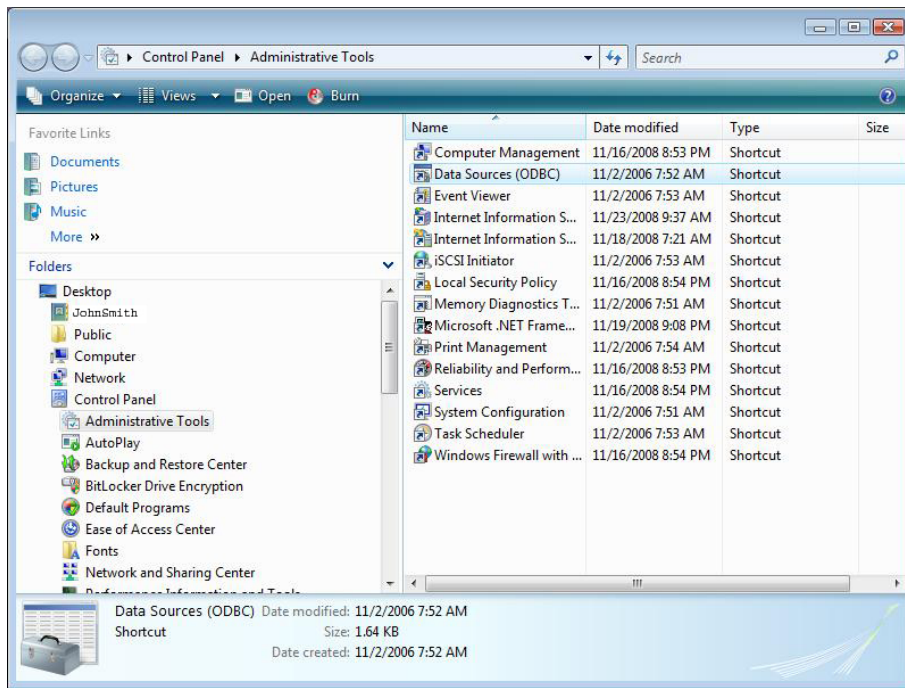 Control Panel Administrative Tools
Search
Organize Views Open Burn
Favorite Links
Documents
Pictures
Music
More »
Folders
Desktop
JohnSmith
Public
Computer
Network
Control Panel
Administrative Tools
AutoPlay
Backup and Restore Center
BitLocker Drive Encryption
Default Programs
Ease of Access Center
Fonts
Network and Sharing Center
Performance Information and Tools
Name Date modified Type Size
Computer Management 11/16/2008 8:53 PM Shortcut
Data Sources (ODBC) 11/2/2006 7:52 AM Shortcut
Event Viewer 11/2/2006 7:53 AM Shortcut
Internet Information S... 11/23/2008 9:37 AM Shortcut
Internet Information S... 11/18/2008 7:21 AM Shortcut
iSCSI Initiator 11/2/2006 7:53 AM Shortcut
Local Security Policy 11/16/2008 8:54 PM Shortcut
Memory Diagnostics T... 11/2/2006 7:51 AM Shortcut
Microsoft .NET Frame... 11/19/2008 9:08 PM Shortcut
Print Management 11/2/2006 7:54 AM Shortcut
Reliability and Perform... 11/16/2008 8:53 PM Shortcut
Services 11/16/2008 8:54 PM Shortcut
System Configuration 11/2/2006 7:51 AM Shortcut
Task Scheduler 11/2/2006 7:53 AM Shortcut
Windows Firewall with ... 11/16/2008 8:54 PM Shortcut
Data Sources (ODBC) Date modified: 11/2/2006 7:52 AM
Shortcut Size: 1.64 KB
Date created: 11/2/2006 7:52 AM